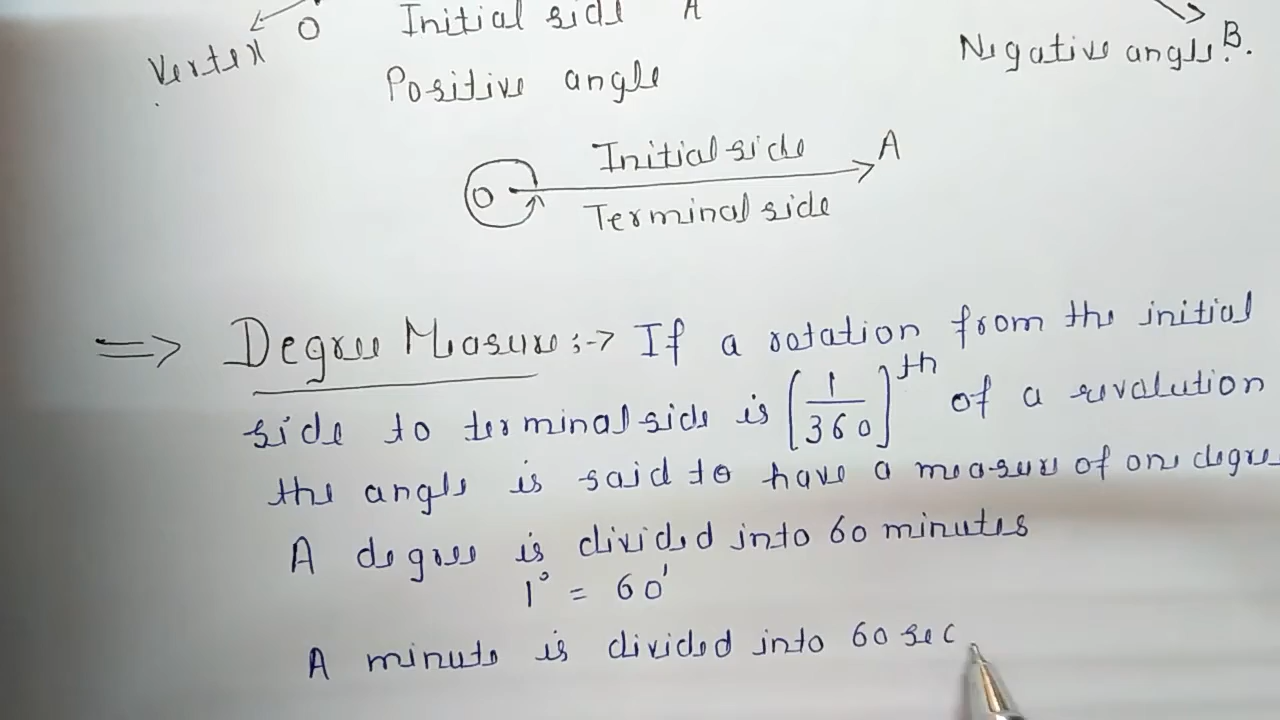 O Initial side A
Vertex
Negative angle. B.
Positive angle
Initial side A
O
Terminal side
=> Degree Measure :-> If a rotation from the initial
side to terminal side is [1/360]th of a revalution
the angle is said to have a measure of one degre
A degree is divided into 60 minutes
1° = 60'
A minute is divided into 60 sec